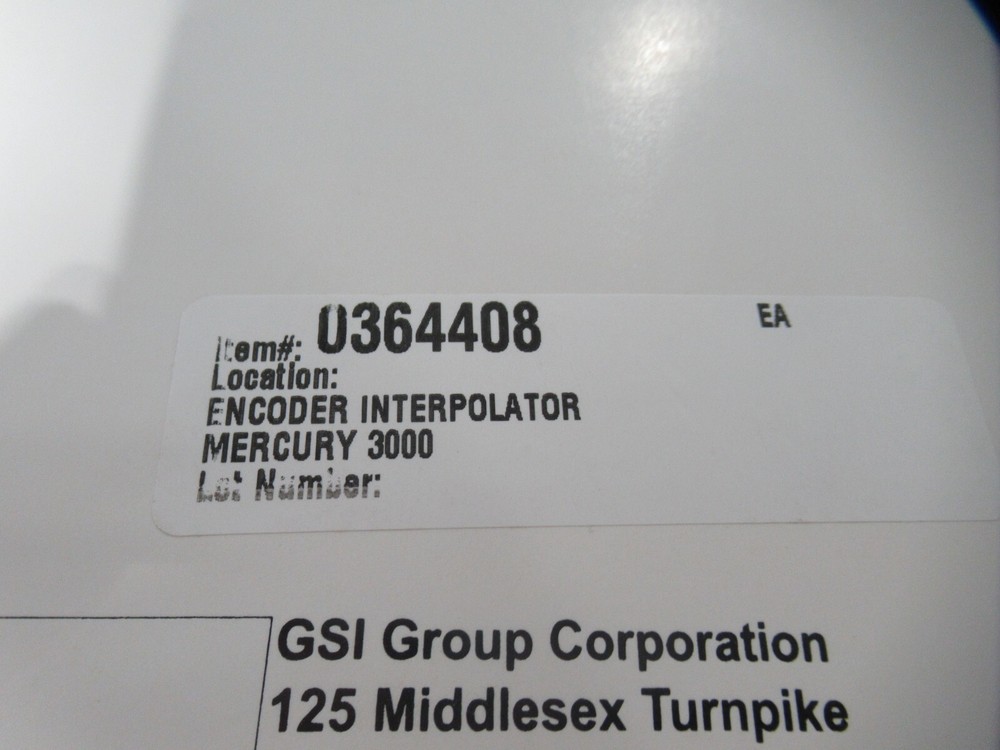 Item#: 0364408 EA
Location:
ENCODER INTERPOLATOR
MERCURY 3000
Lot Number:
GSI Group Corporation
125 Middlesex Turnpike